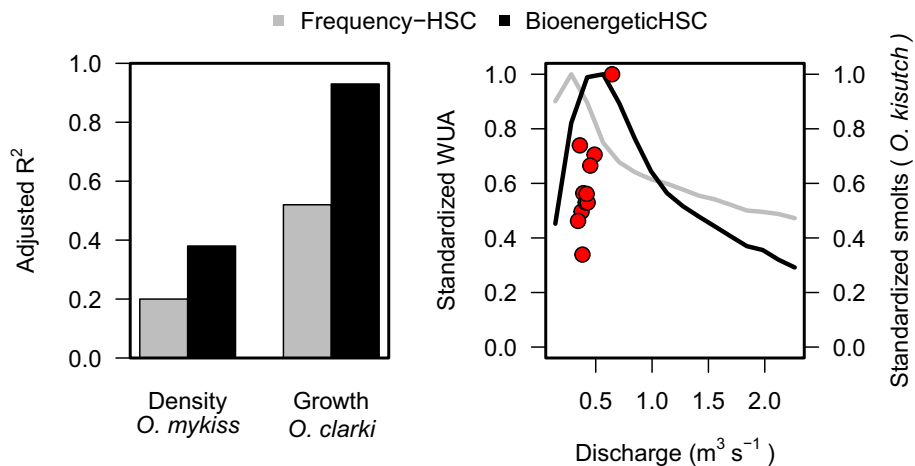 Frequency−HSC BioenergeticHSC
Adjusted R²
1.0
0.8
0.6
0.4
0.2
0.0
Density
O. mykiss
Growth
O. clarki
Standardized WUA
1.0
0.8
0.6
0.4
0.2
0.0
0.5 1.0 1.5 2.0
Discharge (m³ s⁻¹ )
1.0
0.8
0.6
0.4
0.2
0.0
Standardized smolts ( O. kisutch )